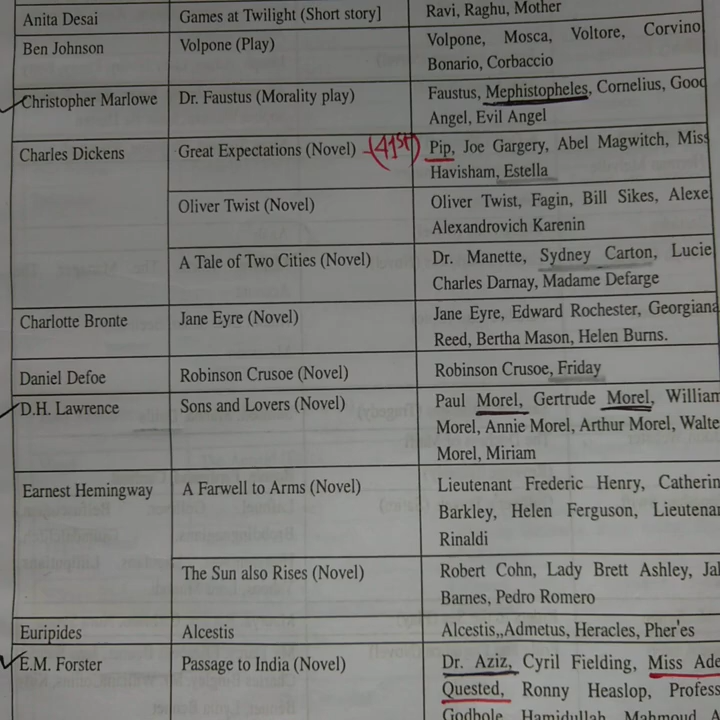 Anita Desai Games at Twilight (Short story] Ravi, Raghu, Mother
Ben Johnson Volpone (Play) Volpone, Mosca, Voltore, Corvino
Bonario, Corbaccio
Christopher Marlowe Dr. Faustus (Morality play) Faustus, Mephistopheles, Cornelius, Good
Angel, Evil Angel
Charles Dickens Great Expectations (Novel) (41st) Pip, Joe Gargery, Abel Magwitch, Miss
Havisham, Estella
Oliver Twist (Novel) Oliver Twist, Fagin, Bill Sikes, Alexe
Alexandrovich Karenin
A Tale of Two Cities (Novel) Dr. Manette, Sydney Carton, Lucie
Charles Darnay, Madame Defarge
Charlotte Bronte Jane Eyre (Novel) Jane Eyre, Edward Rochester, Georgiana
Reed, Bertha Mason, Helen Burns.
Daniel Defoe Robinson Crusoe (Novel) Robinson Crusoe, Friday
D.H. Lawrence Sons and Lovers (Novel) Paul Morel, Gertrude Morel, William
Morel, Annie Morel, Arthur Morel, Walte
Morel, Miriam
Earnest Hemingway A Farwell to Arms (Novel) Lieutenant Frederic Henry, Catherin
Barkley, Helen Ferguson, Lieutenan
Rinaldi
The Sun also Rises (Novel) Robert Cohn, Lady Brett Ashley, Jal
Barnes, Pedro Romero
Euripides Alcestis Alcestis,,Admetus, Heracles, Pher'es
E.M. Forster Passage to India (Novel) Dr. Aziz, Cyril Fielding, Miss Ade
Quested, Ronny Heaslop, Profess
Godbole, Hamidullah, Mahmoud A